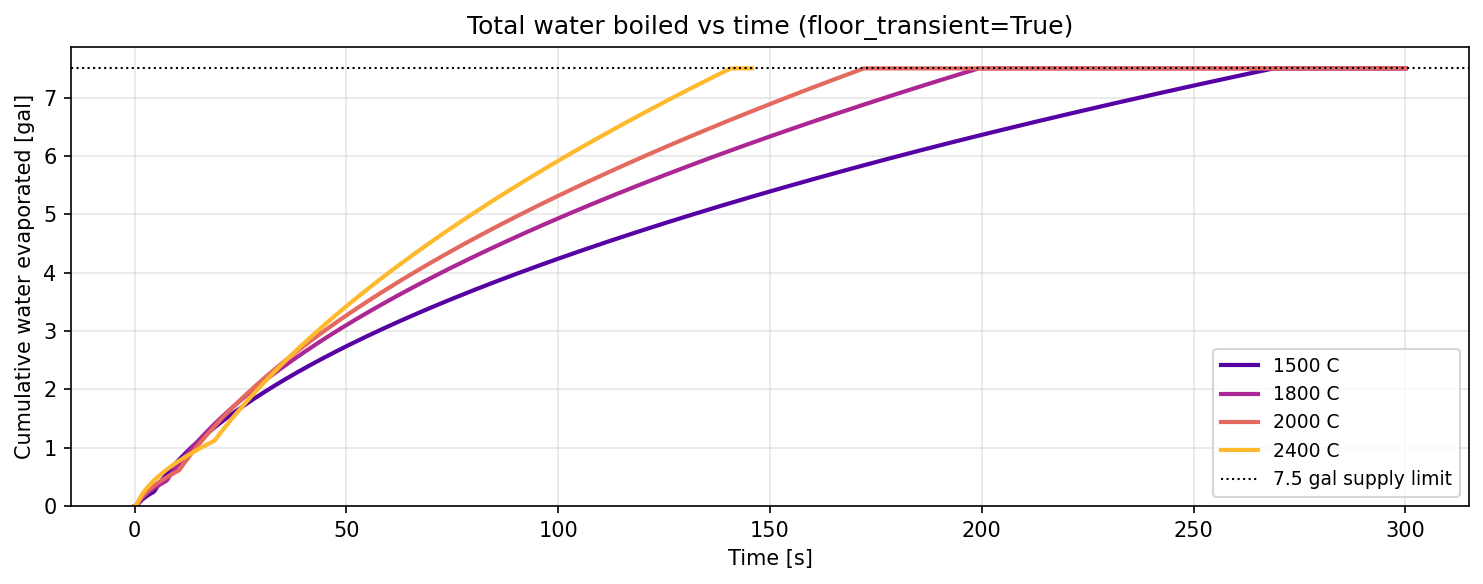 Total water boiled vs time (floor_transient=True)
Cumulative water evaporated [gal]
7
6
5
4
3
2
1
0
0 50 100 150 200 250 300
Time [s]
1500 C
1800 C
2000 C
2400 C
7.5 gal supply limit